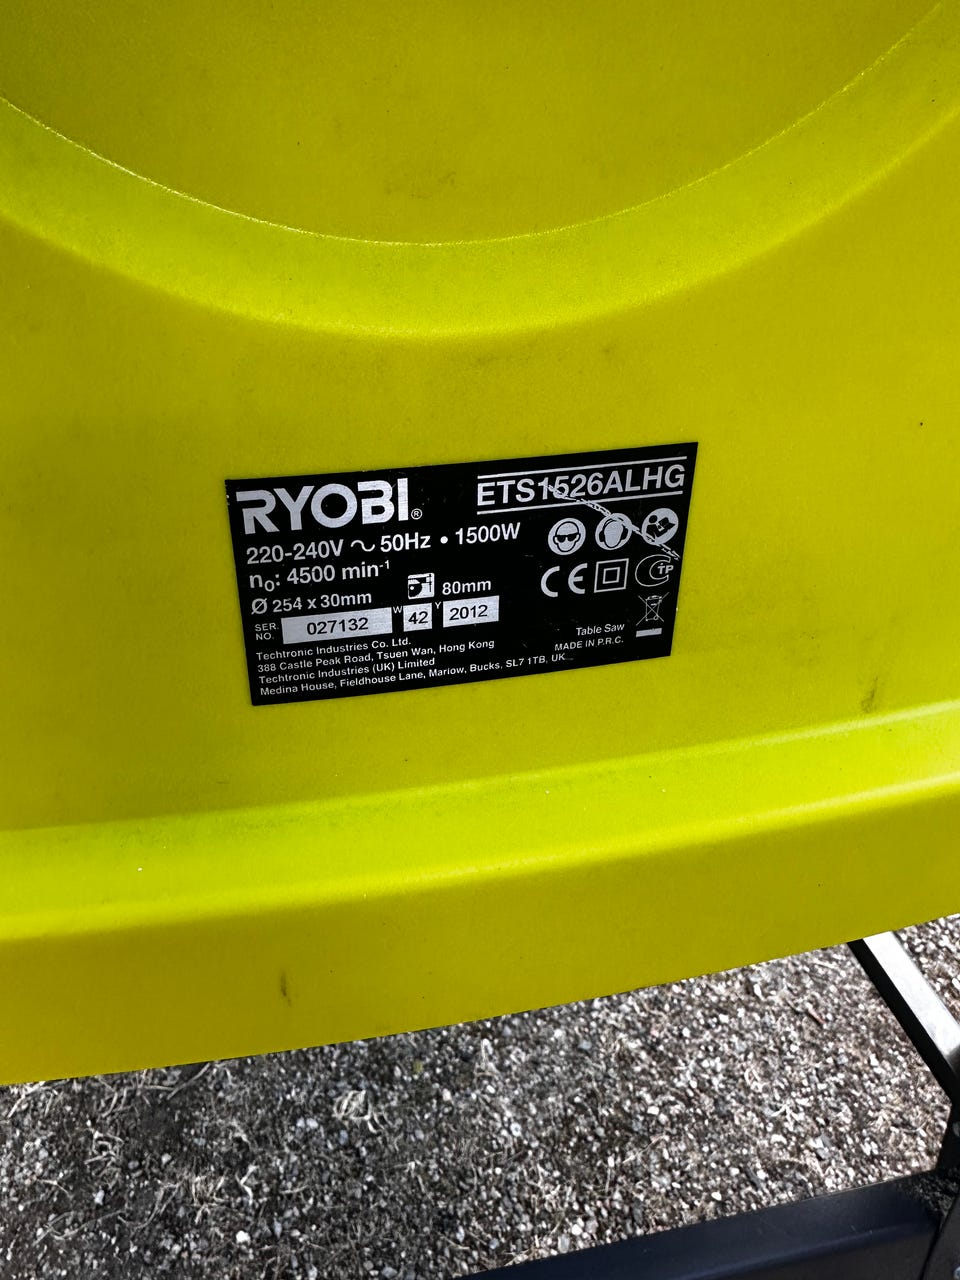 RYOBI®
ETS1526ALHG
220-240V ~ 50Hz • 1500W
n₀: 4500 min⁻¹
Ø 254 x 30mm
80mm
SER. NO. 027132 W 42 Y 2012
CE
TP
Techtronic Industries Co. Ltd.
388 Castle Peak Road, Tsuen Wan, Hong Kong
Techtronic Industries (UK) Limited
Medina House, Fieldhouse Lane, Marlow, Bucks. SL7 1TB, UK
Table Saw
MADE IN P.R.C.